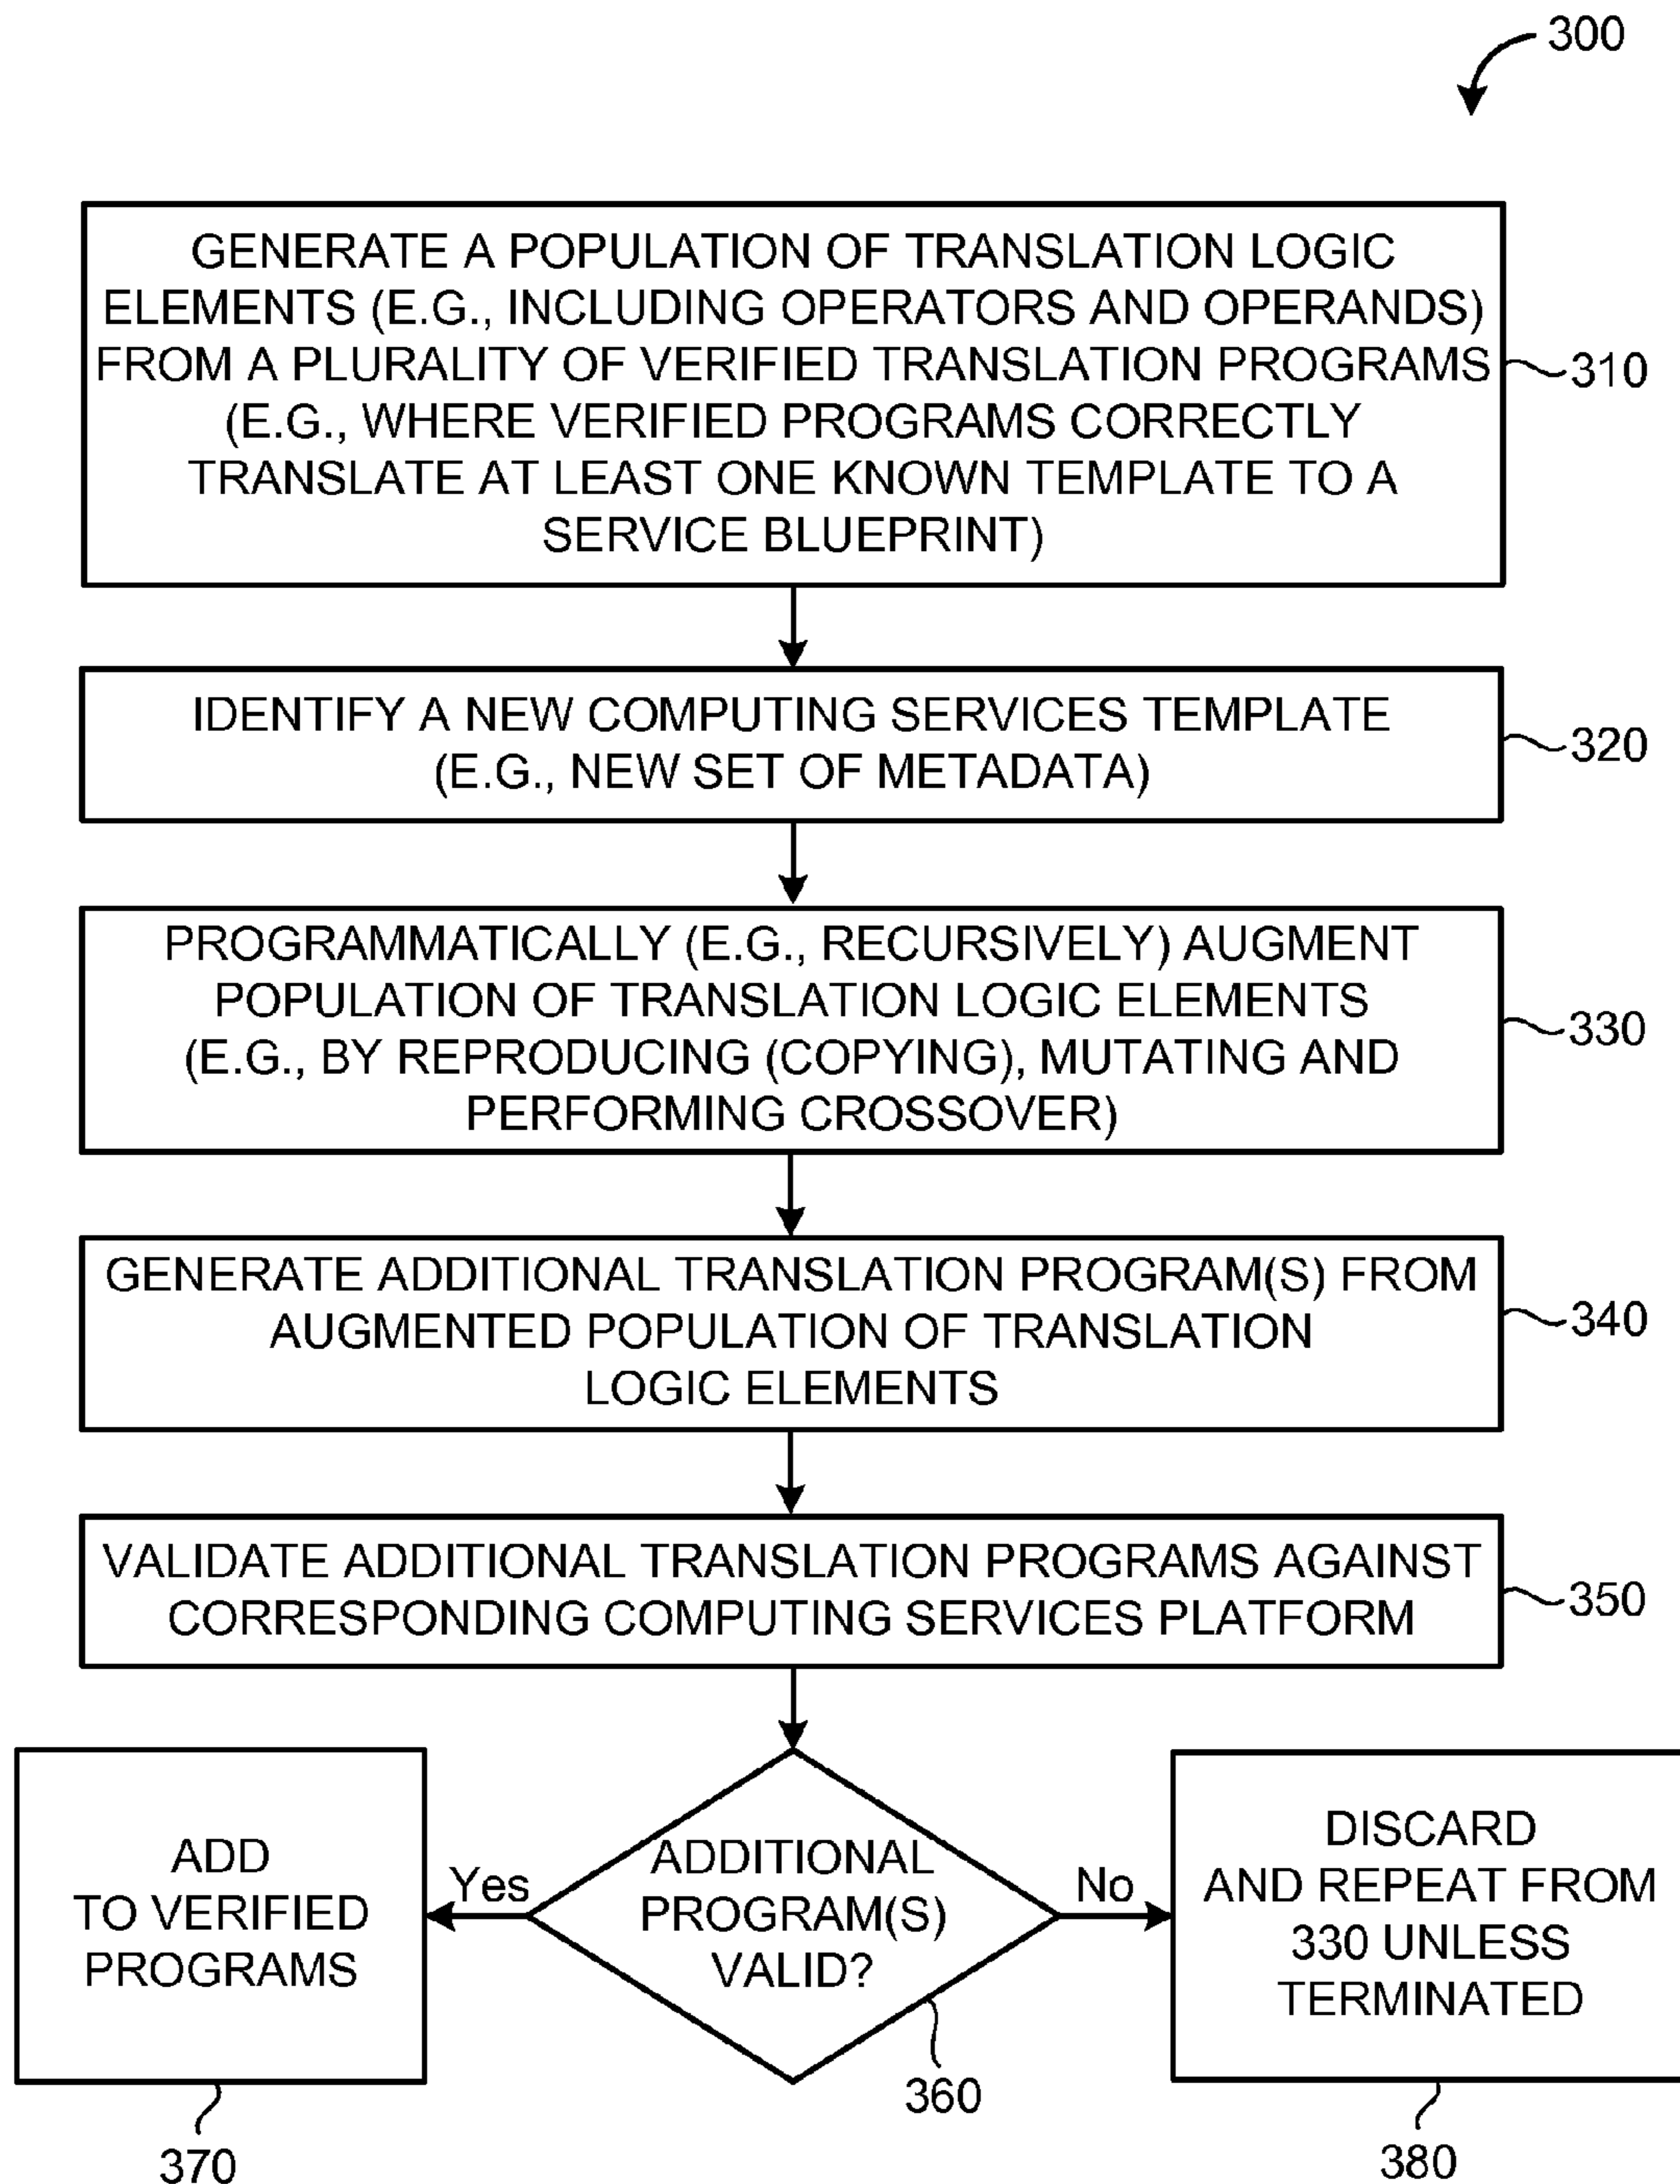 300
GENERATE A POPULATION OF TRANSLATION LOGIC
ELEMENTS (E.G., INCLUDING OPERATORS AND OPERANDS)
FROM A PLURALITY OF VERIFIED TRANSLATION PROGRAMS
(E.G., WHERE VERIFIED PROGRAMS CORRECTLY
TRANSLATE AT LEAST ONE KNOWN TEMPLATE TO A
SERVICE BLUEPRINT)
310
IDENTIFY A NEW COMPUTING SERVICES TEMPLATE
(E.G., NEW SET OF METADATA)
320
PROGRAMMATICALLY (E.G., RECURSIVELY) AUGMENT
POPULATION OF TRANSLATION LOGIC ELEMENTS
(E.G., BY REPRODUCING (COPYING), MUTATING AND
PERFORMING CROSSOVER)
330
GENERATE ADDITIONAL TRANSLATION PROGRAM(S) FROM
AUGMENTED POPULATION OF TRANSLATION
LOGIC ELEMENTS
340
VALIDATE ADDITIONAL TRANSLATION PROGRAMS AGAINST
CORRESPONDING COMPUTING SERVICES PLATFORM
350
ADD
TO VERIFIED
PROGRAMS
370
Yes
ADDITIONAL
PROGRAM(S)
VALID?
360
No
DISCARD
AND REPEAT FROM
330 UNLESS
TERMINATED
380